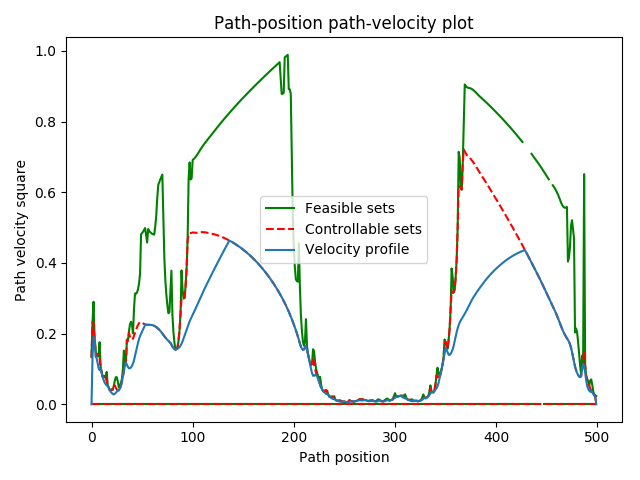 Path-position path-velocity plot
Path velocity square
1.0
0.8
0.6
0.4
0.2
0.0
Feasible sets
Controllable sets
Velocity profile
0
100
200
300
400
500
Path position